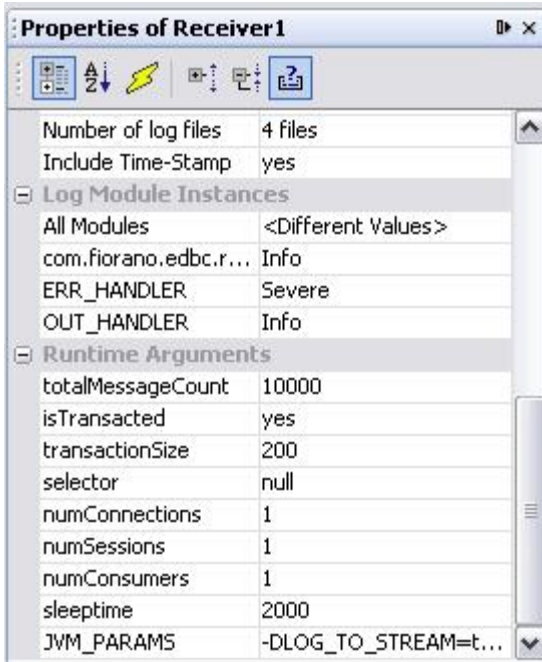 Properties of Receiver1
Number of log files 4 files
Include Time-Stamp yes
Log Module Instances
All Modules <Different Values>
com.fiorano.edbc.r... Info
ERR_HANDLER Severe
OUT_HANDLER Info
Runtime Arguments
totalMessageCount 10000
isTransacted yes
transactionSize 200
selector null
numConnections 1
numSessions 1
numConsumers 1
sleeptime 2000
JVM_PARAMS -DLOG_TO_STREAM=t...